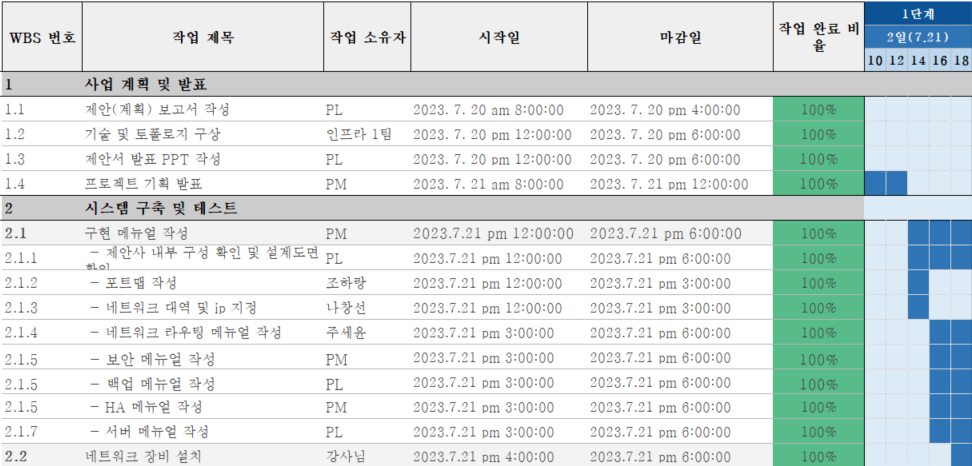 WBS 번호 작업 제목 작업 소유자 시작일 마감일 작업 완료 비율 1단계
2일(7.21)
10 12 14 16 18
1 사업 계획 및 발표
1.1 제안(계획) 보고서 작성 PL 2023. 7. 20 am 8:00:00 2023. 7. 20 pm 4:00:00 100%
1.2 기술 및 토폴로지 구상 인프라 1팀 2023. 7. 20 pm 12:00:00 2023. 7. 20 pm 6:00:00 100%
1.3 제안서 발표 PPT 작성 PL 2023. 7. 20 pm 12:00:00 2023. 7. 20 pm 6:00:00 100%
1.4 프로젝트 기획 발표 PM 2023. 7. 21 am 8:00:00 2023. 7. 21 pm 12:00:00 100%
2 시스템 구축 및 테스트
2.1 구현 메뉴얼 작성 PM 2023.7.21 pm 12:00:00 2023.7.21 pm 6:00:00 100%
2.1.1 - 제안사 내부 구성 확인 및 설계도면 확인 PL 2023.7.21 pm 12:00:00 2023.7.21 pm 6:00:00 100%
2.1.2 - 포트맵 작성 조하랑 2023.7.21 pm 12:00:00 2023.7.21 pm 3:00:00 100%
2.1.3 - 네트워크 대역 및 ip 지정 나창선 2023.7.21 pm 12:00:00 2023.7.21 pm 3:00:00 100%
2.1.4 - 네트워크 라우팅 메뉴얼 작성 주세윤 2023.7.21 pm 3:00:00 2023.7.21 pm 6:00:00 100%
2.1.5 - 보안 메뉴얼 작성 PM 2023.7.21 pm 3:00:00 2023.7.21 pm 6:00:00 100%
2.1.5 - 백업 메뉴얼 작성 PL 2023.7.21 pm 3:00:00 2023.7.21 pm 6:00:00 100%
2.1.5 - HA 메뉴얼 작성 PM 2023.7.21 pm 3:00:00 2023.7.21 pm 6:00:00 100%
2.1.7 - 서버 메뉴얼 작성 PL 2023.7.21 pm 3:00:00 2023.7.21 pm 6:00:00 100%
2.2 네트워크 장비 설치 강사님 2023.7.21 pm 4:00:00 2023.7.21 pm 6:00:00 100%